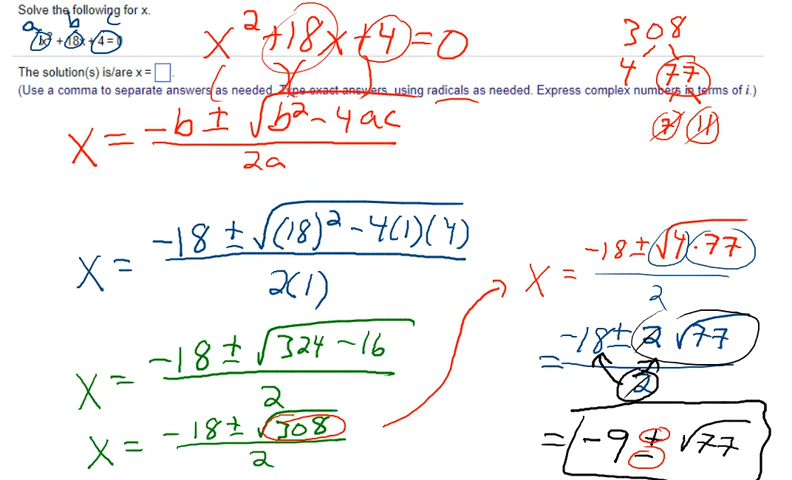 Solve the following for x.
a b c
1x² + 18x + 4 = 0
x² + 18x + 4 = 0
308
4 77
7 11
The solution(s) is/are x =
(Use a comma to separate answers as needed. Type exact answers, using radicals as needed. Express complex numbers in terms of i.)
x = (-b ± √(b² - 4ac)) / 2a
x = (-18 ± √((18)² - 4(1)(4))) / 2(1)
x = (-18 ± √(324 - 16)) / 2
x = (-18 ± √308) / 2
x = (-18 ± √(4 · 77)) / 2
= (-18 ± 2√77) / 2
= -9 ± √77